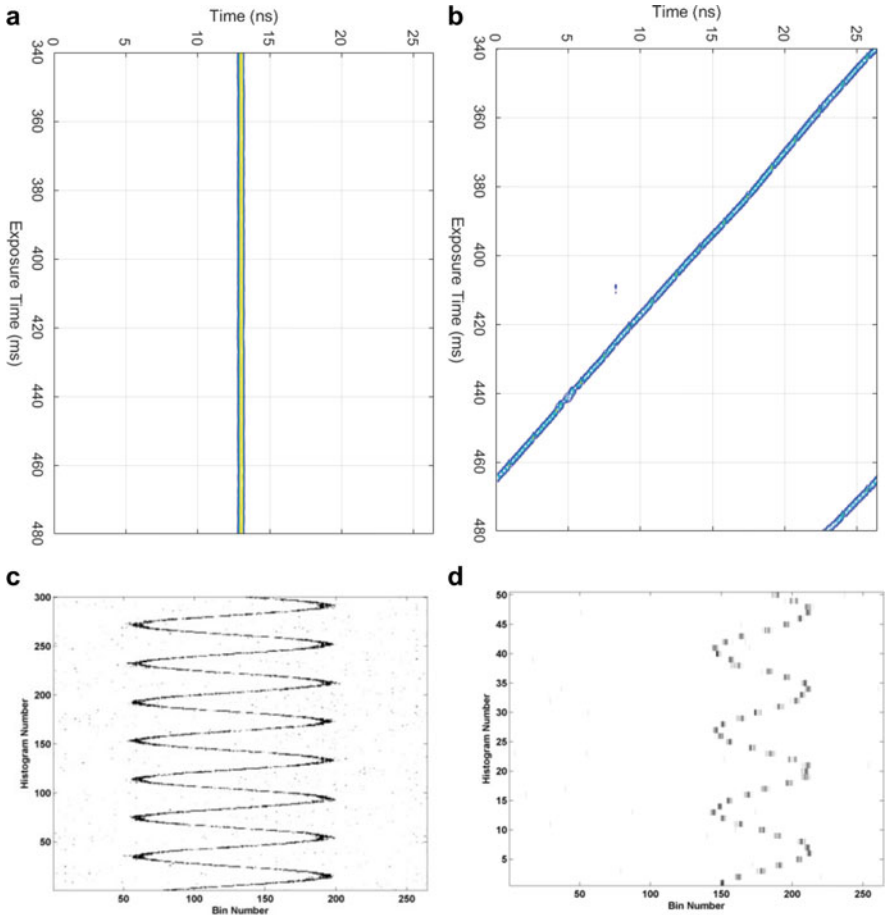 a
Time (ns)
0 5 10 15 20 25
340
360
380
400
420
440
460
480
Exposure Time (ms)
b
Time (ns)
0 5 10 15 20 25
340
360
380
400
420
440
460
480
Exposure Time (ms)
c
300
250
200
150
100
50
Histogram Number
50 100 150 200 250
Bin Number
d
50
45
40
35
30
25
20
15
10
5
Histogram Number
50 100 150 200 250
Bin Number